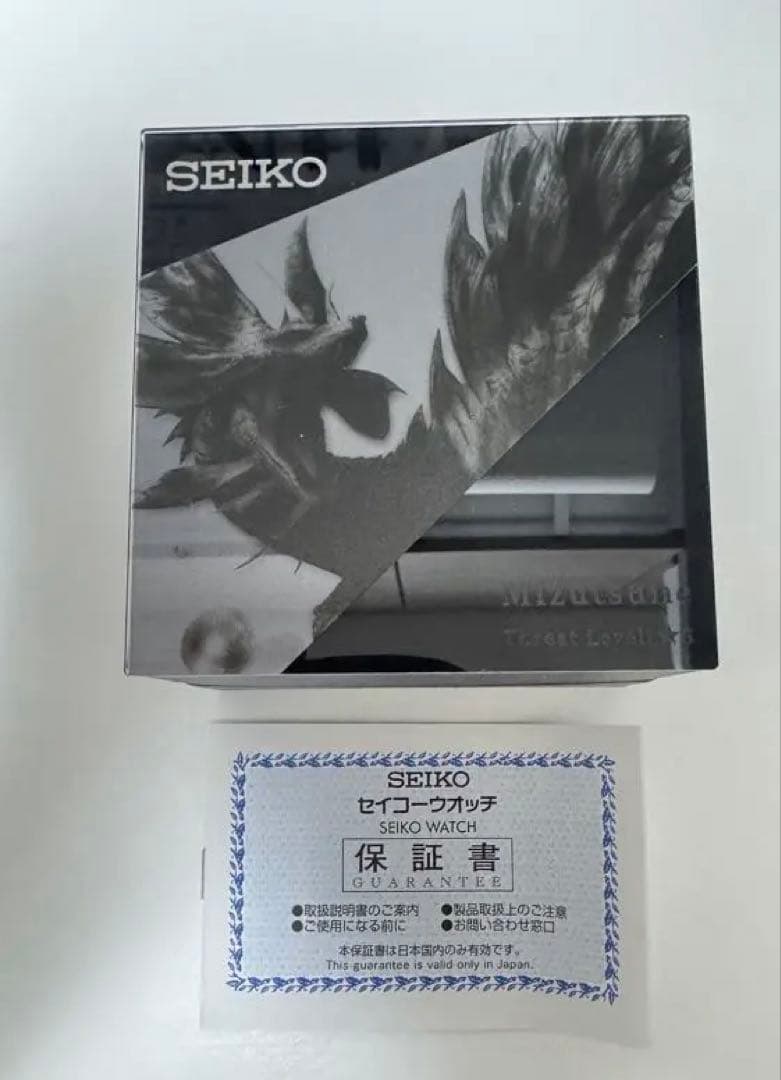 SEIKO
Mizutsune
Threat Level:★6
SEIKO
セイコーウオッチ
SEIKO WATCH
保証書
GUARANTEE
●取扱説明書のご案内 ●製品取扱上のご注意
●ご使用になる前に ●お問い合わせ窓口
本保証書は日本国内のみ有効です。
This guarantee is valid only in Japan.